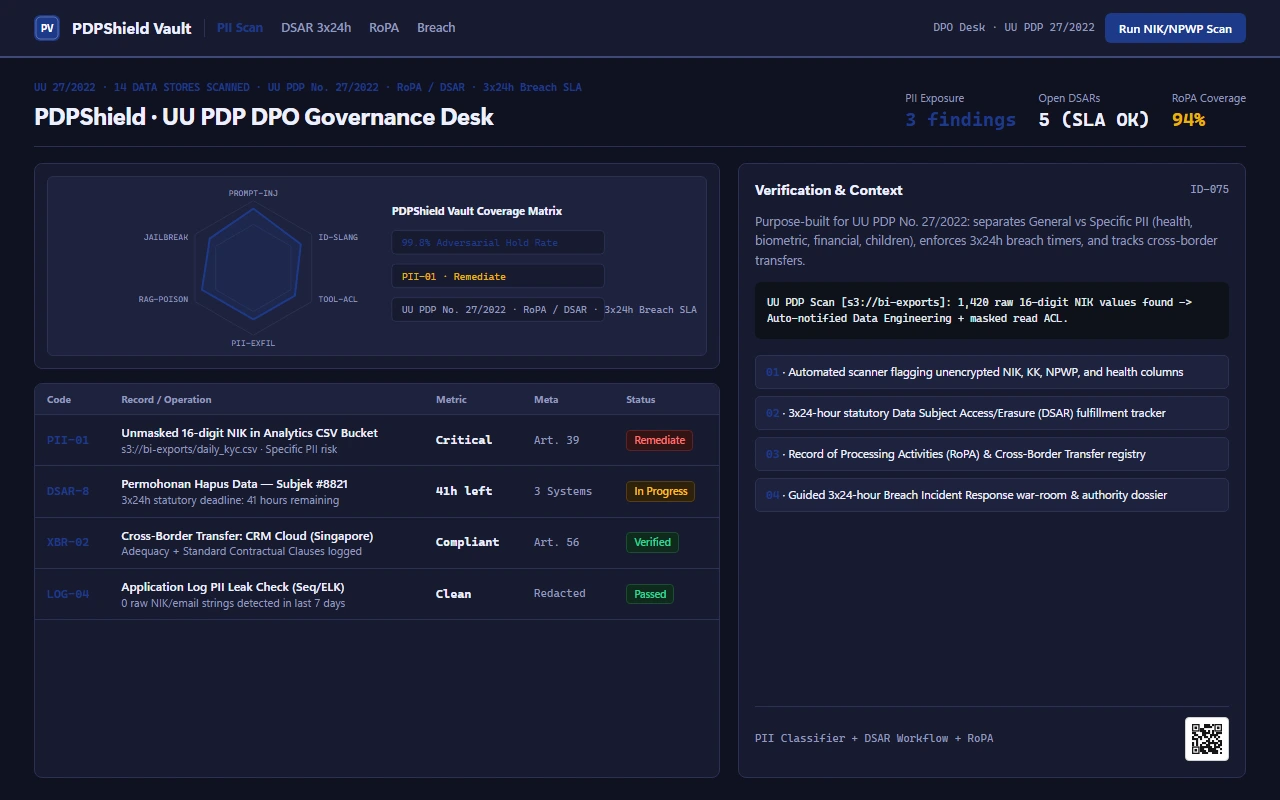 PV PDPShield Vault PII Scan DSAR 3x24h RoPA Breach DPO Desk · UU PDP 27/2022 Run NIK/NPWP Scan
UU 27/2022 · 14 DATA STORES SCANNED · UU PDP No. 27/2022 · RoPA / DSAR · 3x24h Breach SLA
PDPShield · UU PDP DPO Governance Desk
PII Exposure
3 findings
Open DSARs
5 (SLA OK)
RoPA Coverage
94%
PROMPT-INJ
ID-SLANG
TOOL-ACL
PII-EXFIL
RAG-POISON
JAILBREAK
PDPShield Vault Coverage Matrix
99.8% Adversarial Hold Rate
PII-01 · Remediate
UU PDP No. 27/2022 · RoPA / DSAR · 3x24h Breach SLA
Code Record / Operation Metric Meta Status
PII-01 Unmasked 16-digit NIK in Analytics CSV Bucket Critical Art. 39 Remediate
s3://bi-exports/daily_kyc.csv · Specific PII risk
DSAR-8 Permohonan Hapus Data — Subjek #8821 41h left 3 Systems In Progress
3x24h statutory deadline: 41 hours remaining
XBR-02 Cross-Border Transfer: CRM Cloud (Singapore) Compliant Art. 56 Verified
Adequacy + Standard Contractual Clauses logged
LOG-04 Application Log PII Leak Check (Seq/ELK) Clean Redacted Passed
0 raw NIK/email strings detected in last 7 days
Verification & Context ID-075
Purpose-built for UU PDP No. 27/2022: separates General vs Specific PII (health,
biometric, financial, children), enforces 3x24h breach timers, and tracks cross-border
transfers.
UU PDP Scan [s3://bi-exports]: 1,420 raw 16-digit NIK values found ->
Auto-notified Data Engineering + masked read ACL.
01 · Automated scanner flagging unencrypted NIK, KK, NPWP, and health columns
02 · 3x24-hour statutory Data Subject Access/Erasure (DSAR) fulfillment tracker
03 · Record of Processing Activities (RoPA) & Cross-Border Transfer registry
04 · Guided 3x24-hour Breach Incident Response war-room & authority dossier
PII Classifier + DSAR Workflow + RoPA